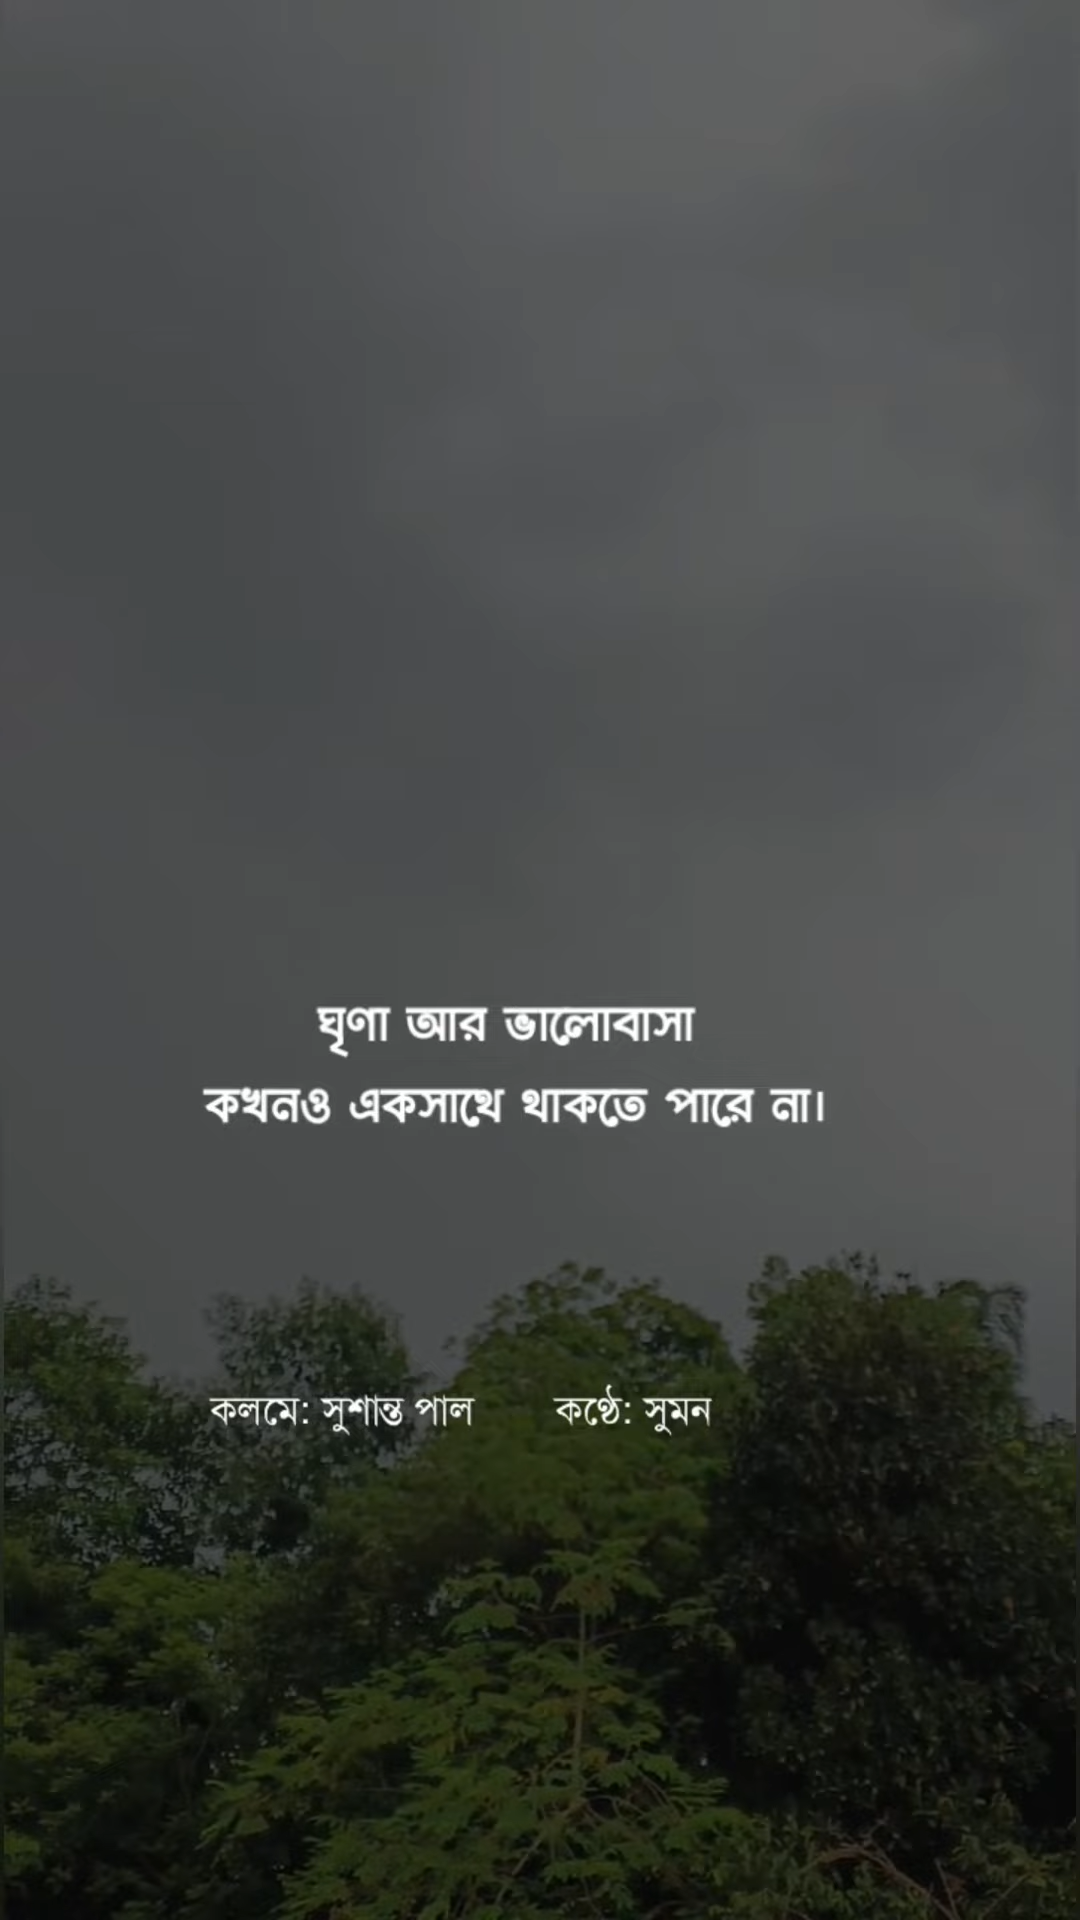 ঘৃণা আর ভালোবাসা
কখনও একসাথে থাকতে পারে না।
কলমে: সুশান্ত পাল কণ্ঠে: সুমন